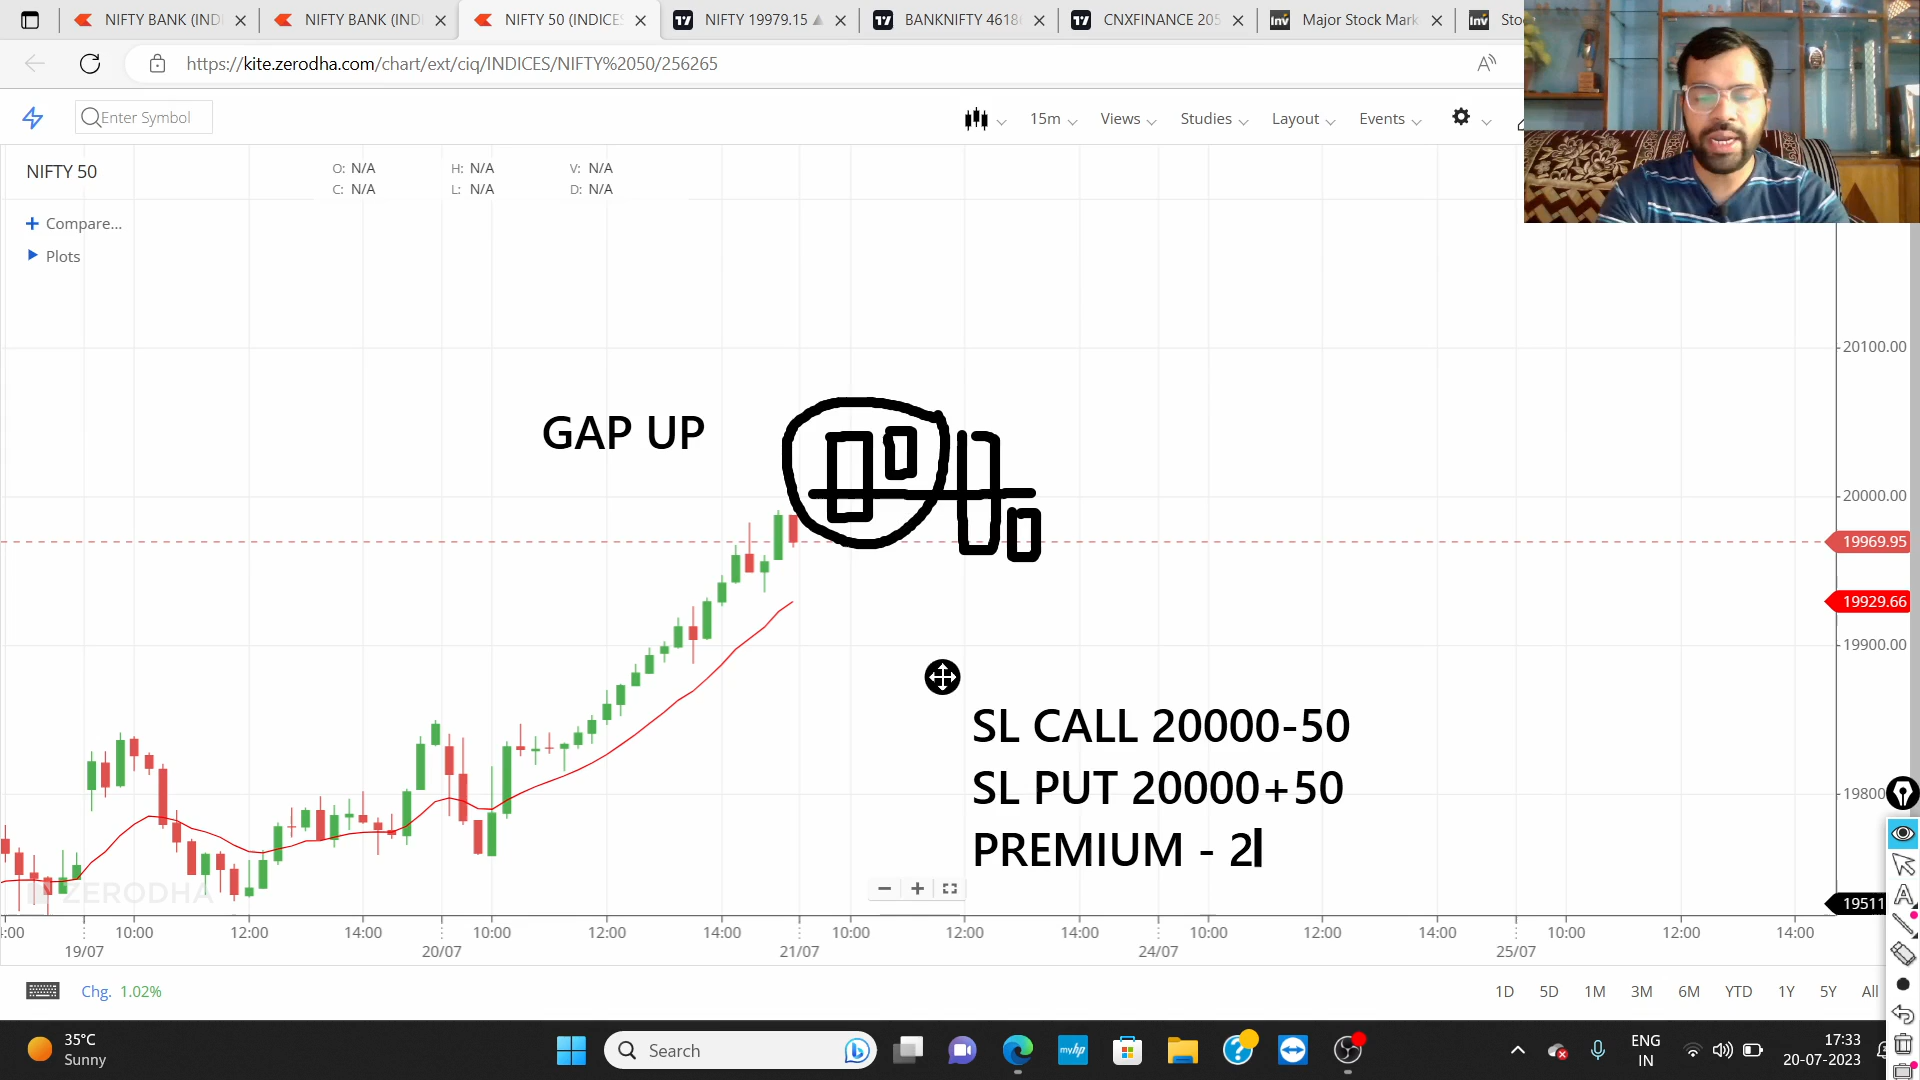 NIFTY BANK (IND
NIFTY BANK (IND
NIFTY 50 (INDICES
NIFTY 19979.15
BANKNIFTY 4618
CNXFINANCE 205
Major Stock Mark
Stoc
https://kite.zerodha.com/chart/ext/ciq/INDICES/NIFTY%2050/256265
Enter Symbol
15m
Views
Studies
Layout
Events
NIFTY 50
O: N/A H: N/A V: N/A
C: N/A L: N/A D: N/A
+ Compare...
Plots
20100.00
GAP UP
20000.00
19969.95
19929.66
19900.00
SL CALL 20000-50
SL PUT 20000+50
19800
PREMIUM - 2
ZERODHA
19511
:00 10:00 12:00 14:00 10:00 12:00 14:00 10:00 12:00 14:00 10:00 12:00 14:00 10:00 12:00 14:00
19/07 20/07 21/07 24/07 25/07
Chg. 1.02%
1D 5D 1M 3M 6M YTD 1Y 5Y All
35°C
Sunny
Search
myhp
ENG
IN
17:33
20-07-2023